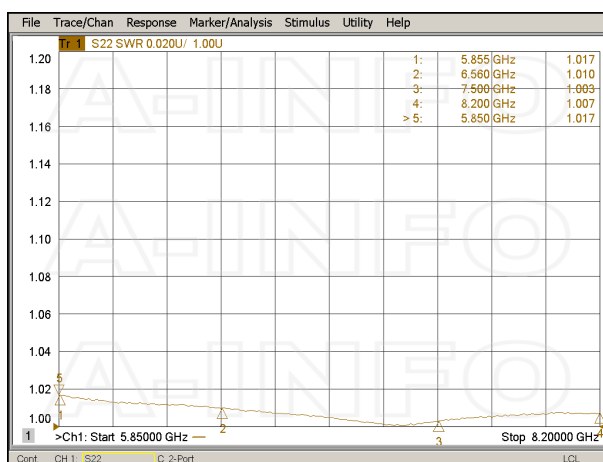 File Trace/Chan Response Marker/Analysis Stimulus Utility Help
Tr 1 S22 SWR 0.020U/ 1.00U
1.20
1.18
1.16
1.14
1.12
1.10
1.08
1.06
1.04
1.02
1.00
1: 5.855 GHz 1.017
2: 6.560 GHz 1.010
3: 7.500 GHz 1.003
4: 8.200 GHz 1.007
> 5: 5.850 GHz 1.017
A-INFO
A-INFO
A-INFO
5
1
2
3
4
1 >Ch1: Start 5.85000 GHz — Stop 8.20000 GHz
Cont. CH 1: S22 C 2-Port LCL